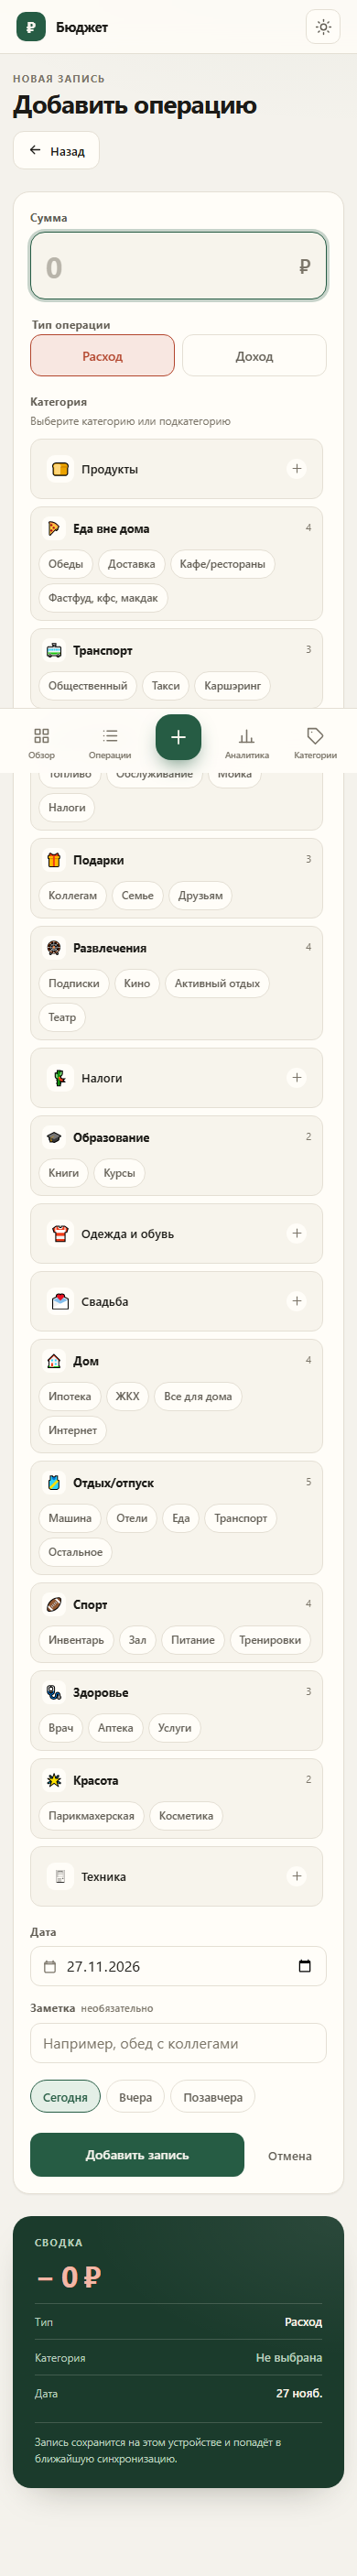 ₽ Бюджет
НОВАЯ ЗАПИСЬ
Добавить операцию
← Назад
Сумма
0 ₽
Тип операции
Расход Доход
Категория
Выберите категорию или подкатегорию
Продукты +
Еда вне дома 4
Обеды Доставка Кафе/рестораны
Фастфуд, кфс, макдак
Транспорт 3
Общественный Такси Каршэринг
Обзор Операции + Аналитика Категории
Топливо Обслуживание Мойка
Налоги
Подарки 3
Коллегам Семье Друзьям
Развлечения 4
Подписки Кино Активный отдых
Театр
Налоги +
Образование 2
Книги Курсы
Одежда и обувь +
Свадьба +
Дом 4
Ипотека ЖКХ Все для дома
Интернет
Отдых/отпуск 5
Машина Отели Еда Транспорт
Остальное
Спорт 4
Инвентарь Зал Питание Тренировки
Здоровье 3
Врач Аптека Услуги
Красота 2
Парикмахерская Косметика
Техника +
Дата
27.11.2026
Заметка необязательно
Например, обед с коллегами
Сегодня Вчера Позавчера
Добавить запись Отмена
СВОДКА
– 0 ₽
Тип Расход
Категория Не выбрана
Дата 27 нояб.
Запись сохранится на этом устройстве и попадёт в
ближайшую синхронизацию.